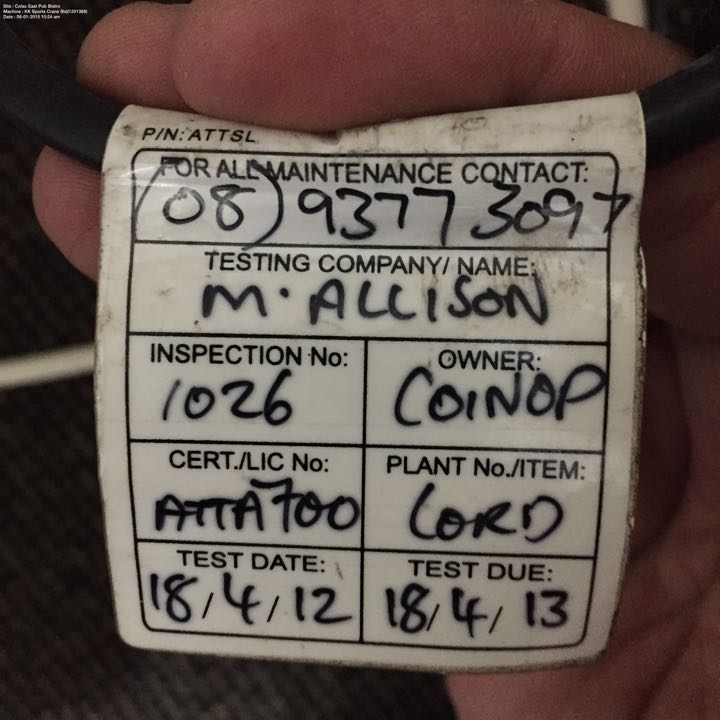 Site : Colac East Pub Bistro
Machine : KK Sports Crane Std(1201369)
Date : 06-01-2015 10:24 am
P/N: ATTSL
FOR ALL MAINTENANCE CONTACT:
(08) 9377 3097
TESTING COMPANY/ NAME:
M. ALLISON
INSPECTION No:
1026
OWNER:
COINOP
CERT./LIC No:
ATTA700
PLANT No./ITEM:
CORD
TEST DATE:
18/4/12
TEST DUE:
18/4/13